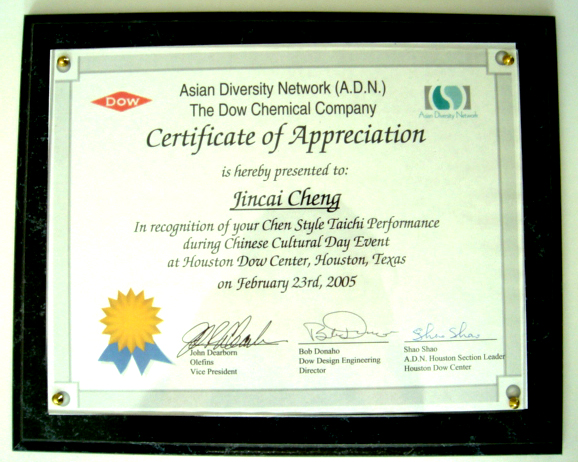 DOW
Asian Diversity Network (A.D.N.)
The Dow Chemical Company
Asian Diversity Network
Certificate of Appreciation
is hereby presented to:
Jincai Cheng
In recognition of your Chen Style Taichi Performance
during Chinese Cultural Day Event
at Houston Dow Center, Houston, Texas
on February 23rd, 2005
John Dearborn
Olefins
Vice President
Bob Donaho
Dow Design Engineering
Director
Shao Shao
Shao Shao
A.D.N. Houston Section Leader
Houston Dow Center